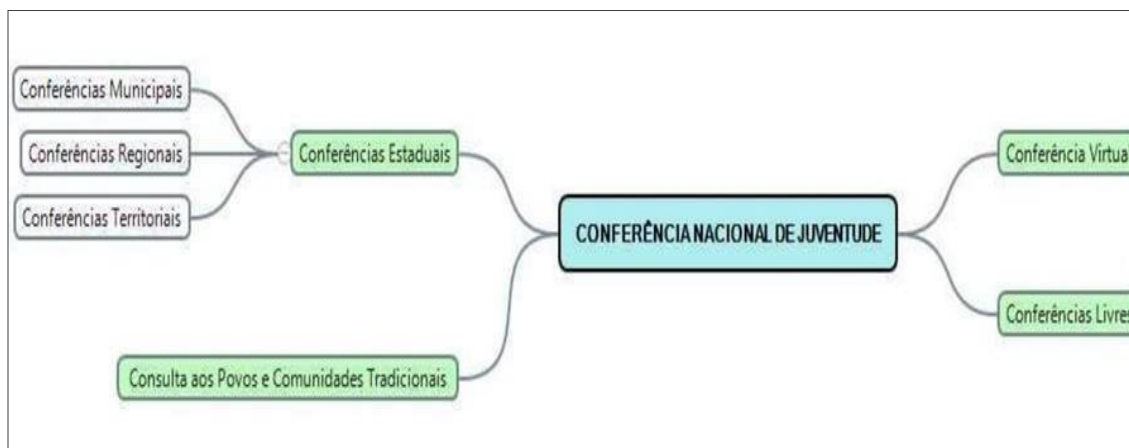 Conferências Municipais
Conferências Regionais
Conferências Territoriais
Conferências Estaduais
Consulta aos Povos e Comunidades Tradicionais
CONFERÊNCIA NACIONAL DE JUVENTUDE
Conferência Virtual
Conferências Livres